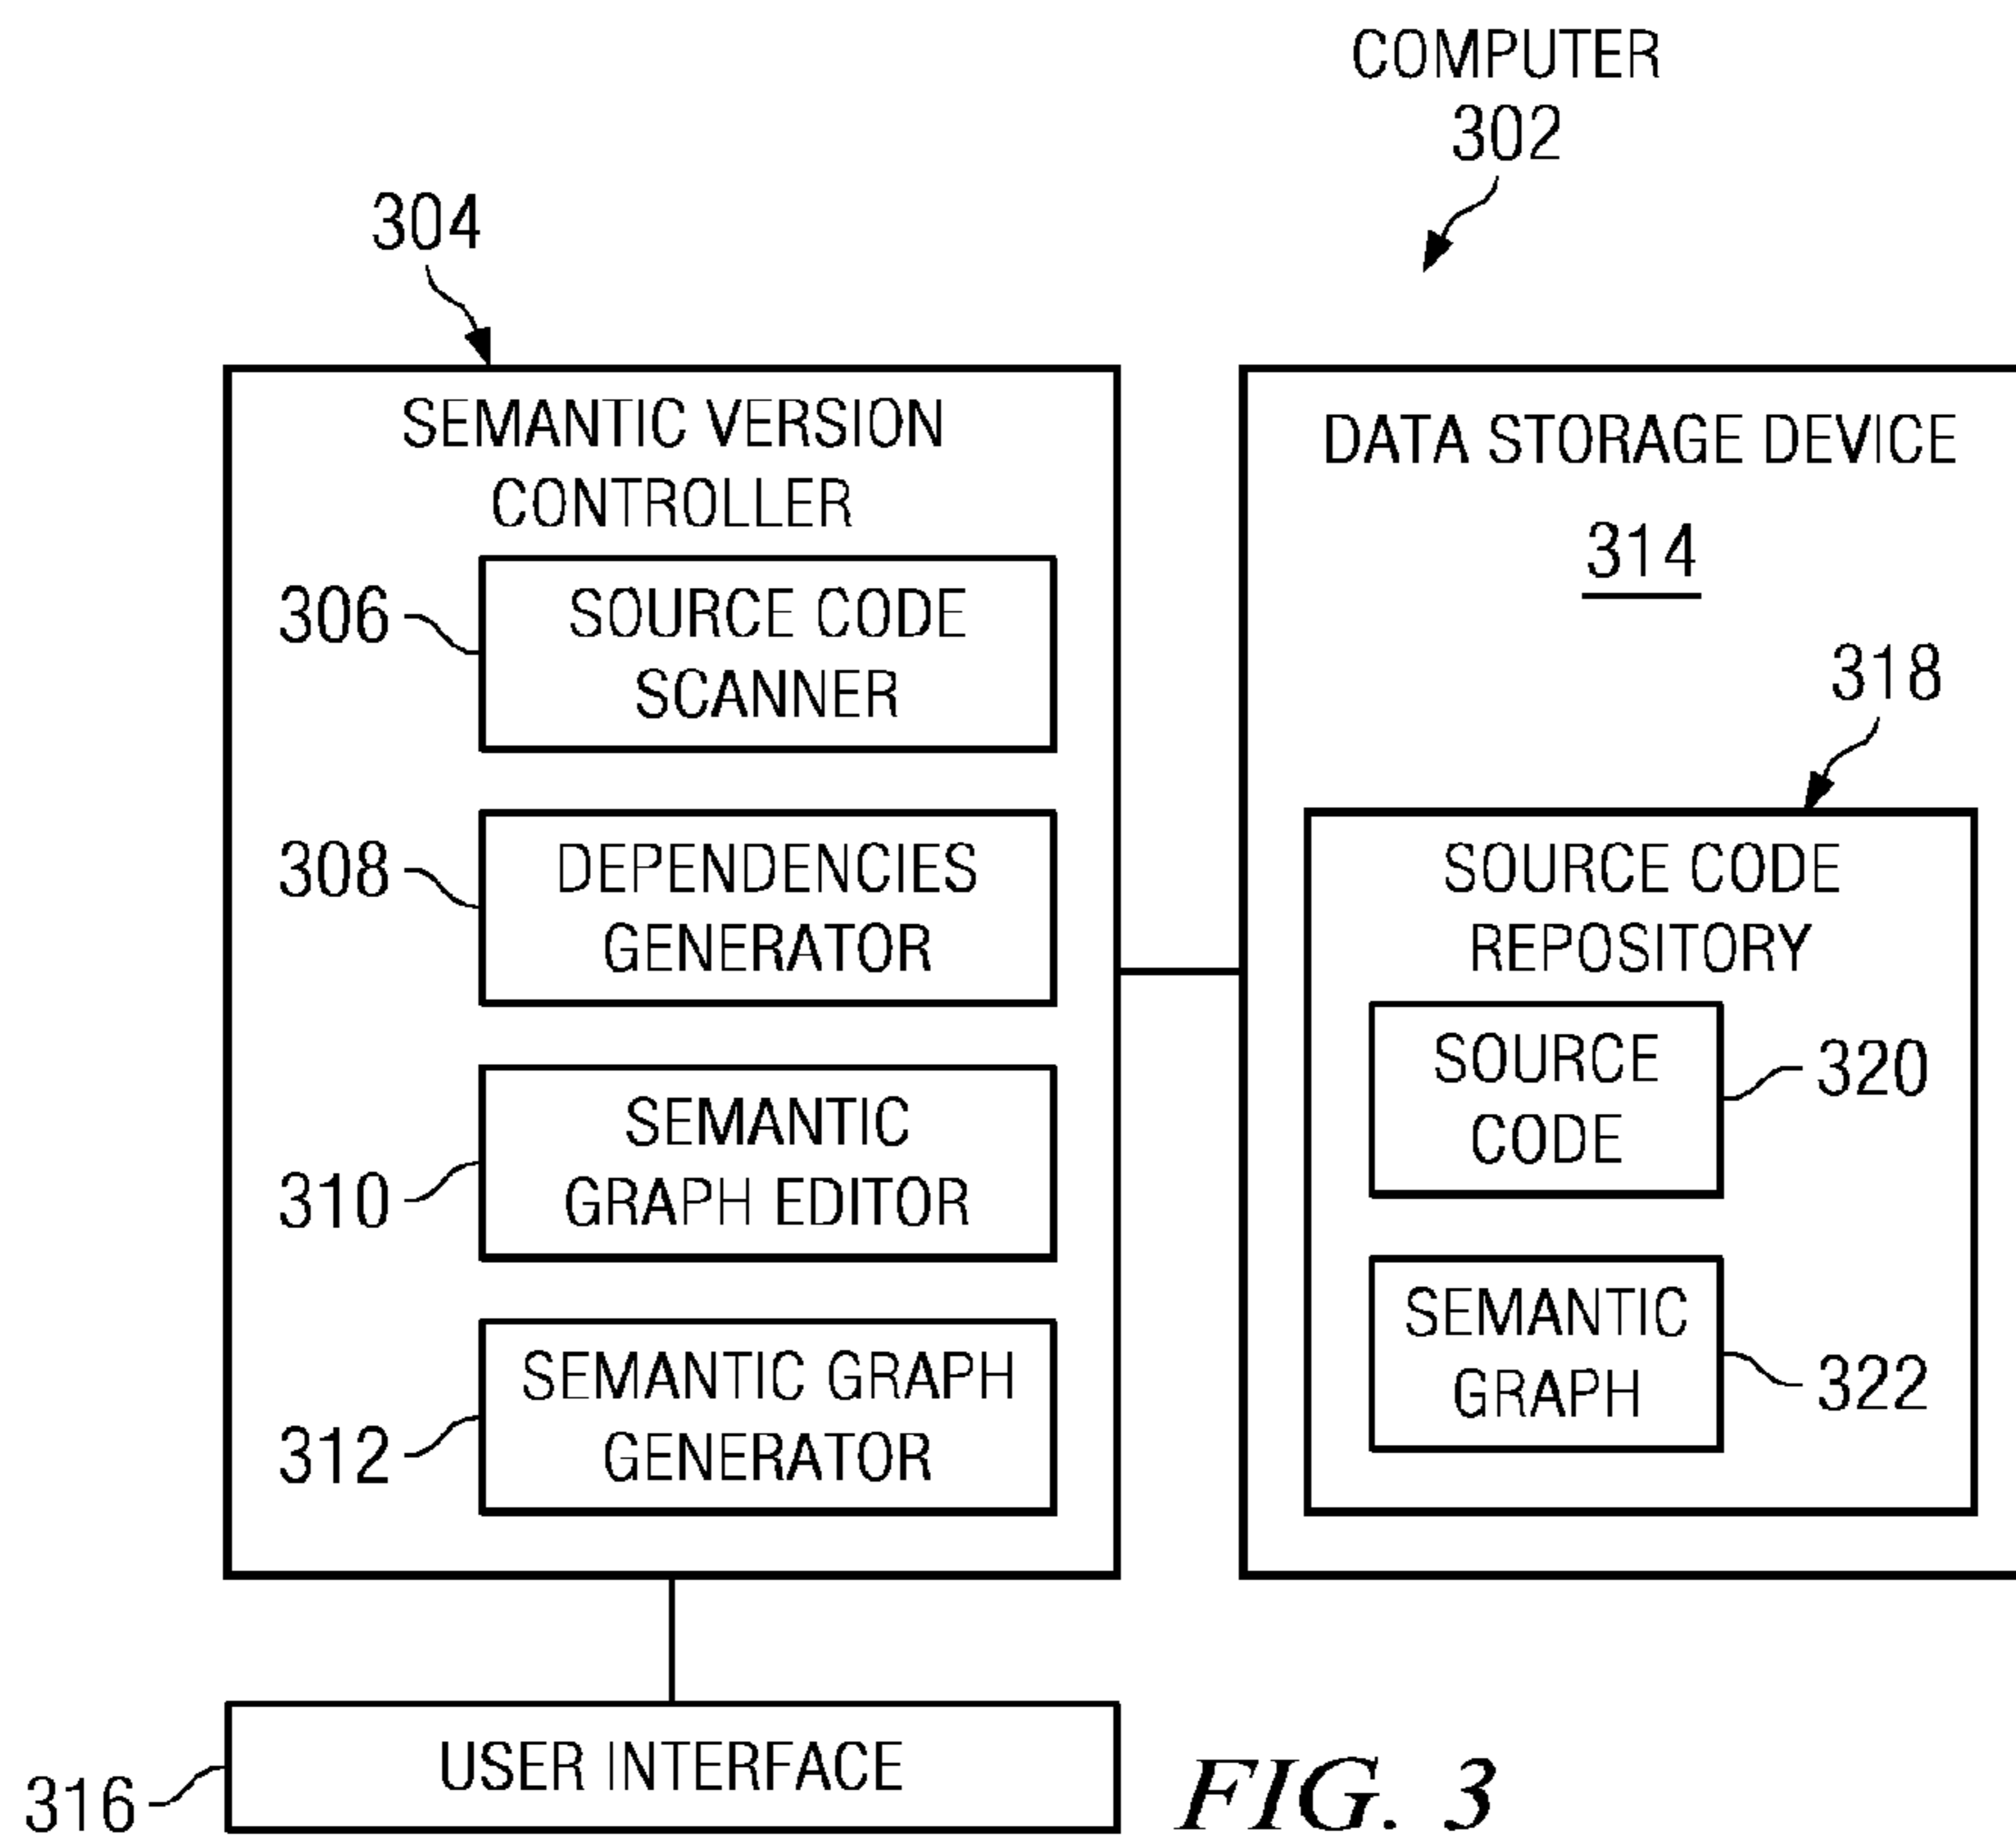 COMPUTER
302
304
SEMANTIC VERSION
CONTROLLER
306
SOURCE CODE
SCANNER
308
DEPENDENCIES
GENERATOR
310
SEMANTIC
GRAPH EDITOR
312
SEMANTIC GRAPH
GENERATOR
DATA STORAGE DEVICE
314
318
SOURCE CODE
REPOSITORY
SOURCE
CODE
320
SEMANTIC
GRAPH
322
316
USER INTERFACE
FIG. 3